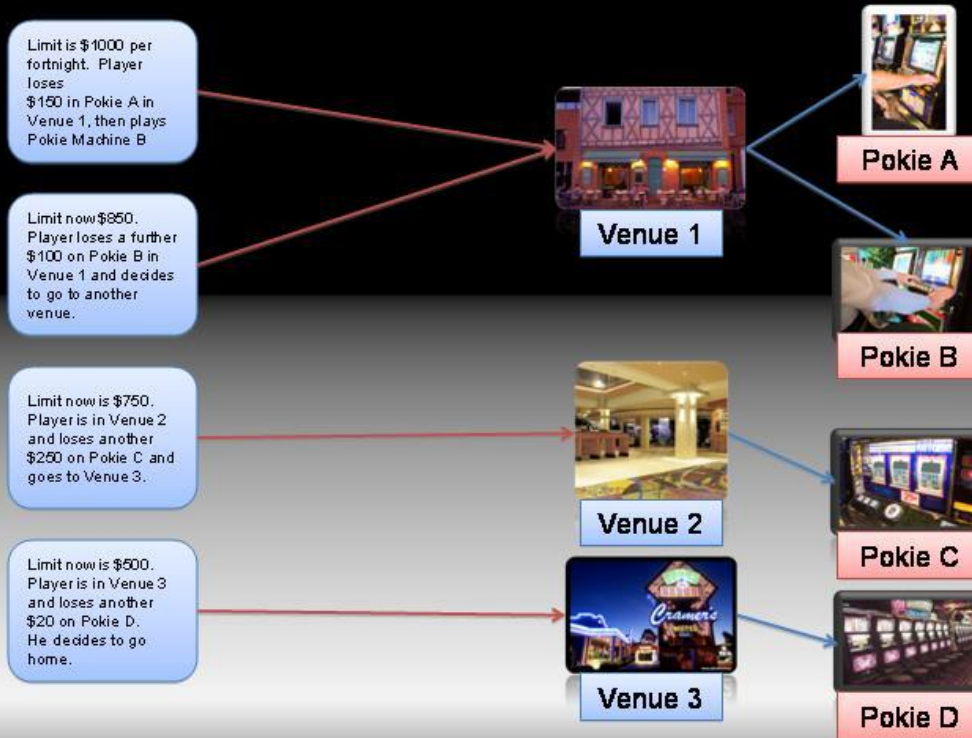 Limit is $1000 per
fortnight. Player
loses
$150 in Pokie A in
Venue 1, then plays
Pokie Machine B
Pokie A
Venue 1
Limit now $850.
Player loses a further
$100 on Pokie B in
Venue 1 and decides
to go to another
venue.
Pokie B
Limit now is $750.
Player is in Venue 2
and loses another
$250 on Pokie C and
goes to Venue 3.
Venue 2
Pokie C
Limit now is $500.
Player is in Venue 3
and loses another
$20 on Pokie D.
He decides to go
home.
Cramer's
Venue 3
Pokie D